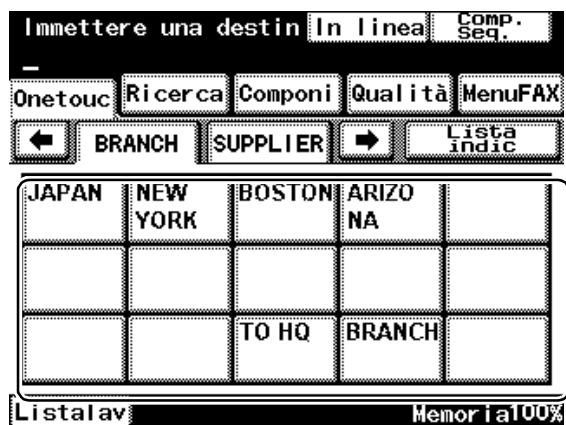 Immettere una destin In linea Comp. Seq.
Onetouc Ricerca Componi Qualità MenuFAX
BRANCH SUPPLIER Lista indic
JAPAN NEW YORK BOSTON ARIZO NA
TO HQ BRANCH
Listalav Memoria100%